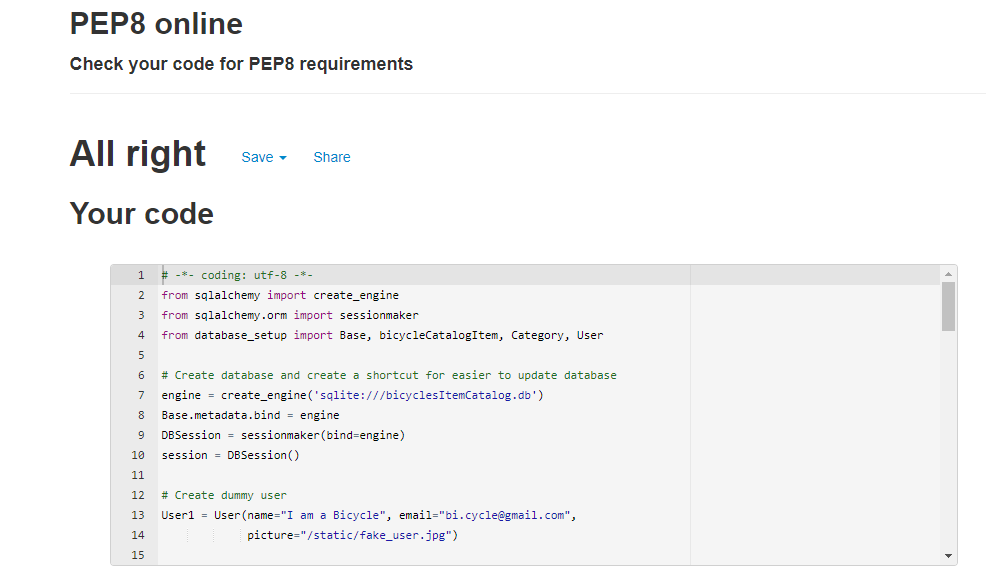 PEP8 online
Check your code for PEP8 requirements
All right Save Share
Your code
1 # -*- coding: utf-8 -*-
2 from sqlalchemy import create_engine
3 from sqlalchemy.orm import sessionmaker
4 from database_setup import Base, bicycleCatalogItem, Category, User
5
6 # Create database and create a shortcut for easier to update database
7 engine = create_engine('sqlite:///bicyclesItemCatalog.db')
8 Base.metadata.bind = engine
9 DBSession = sessionmaker(bind=engine)
10 session = DBSession()
11
12 # Create dummy user
13 User1 = User(name="I am a Bicycle", email="bi.cycle@gmail.com",
14              picture="/static/fake_user.jpg")
15